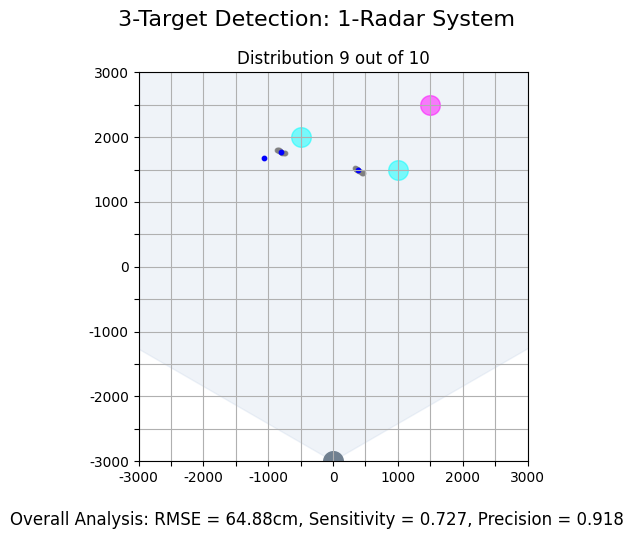 3-Target Detection: 1-Radar System
Distribution 9 out of 10
3000
2000
1000
0
-1000
-2000
-3000
-3000 -2000 -1000 0 1000 2000 3000
Overall Analysis: RMSE = 64.88cm, Sensitivity = 0.727, Precision = 0.918